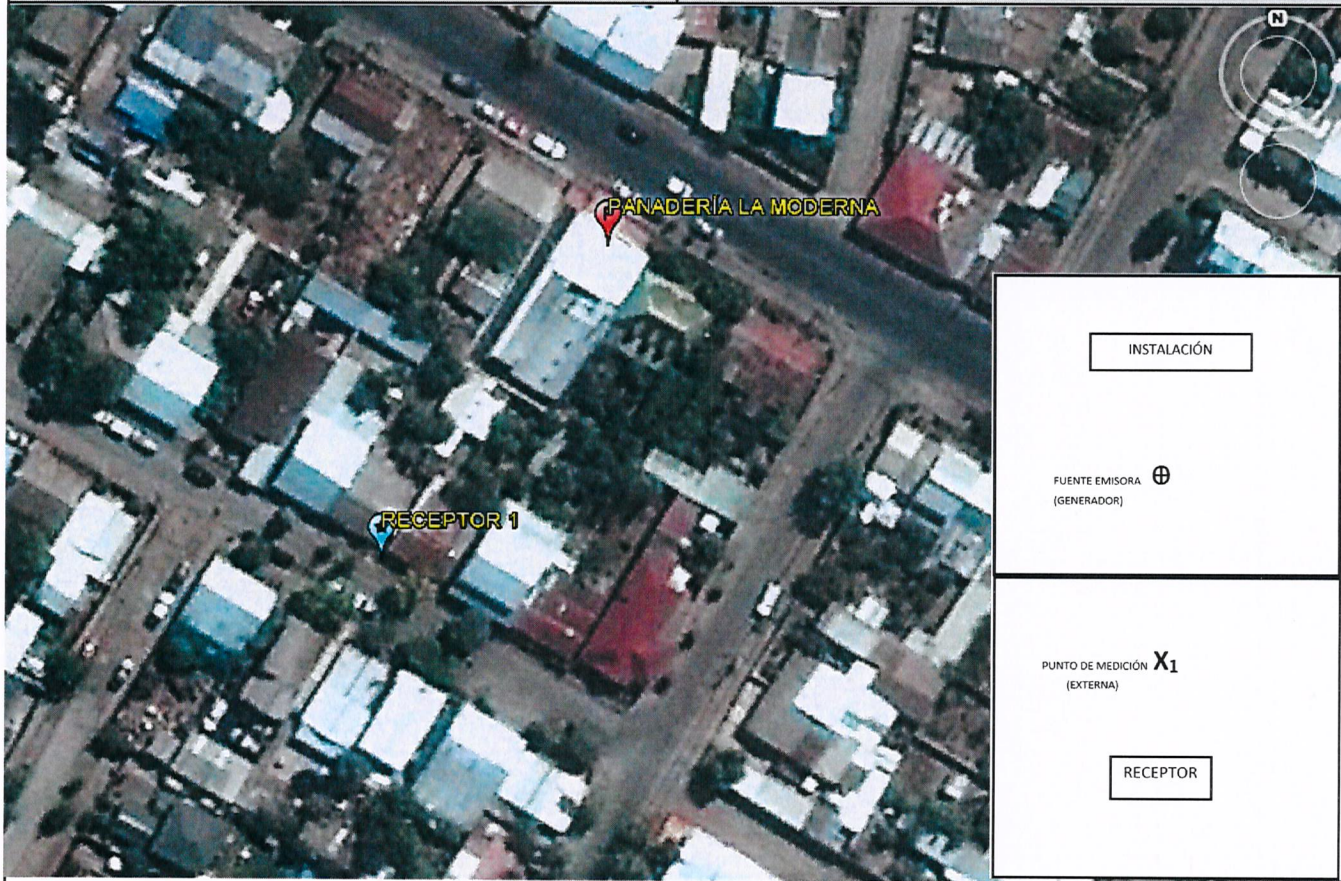 N
PANADERÍA LA MODERNA
RECEPTOR 1
INSTALACIÓN
FUENTE EMISORA ⊕
(GENERADOR)
PUNTO DE MEDICIÓN X₁
(EXTERNA)
RECEPTOR